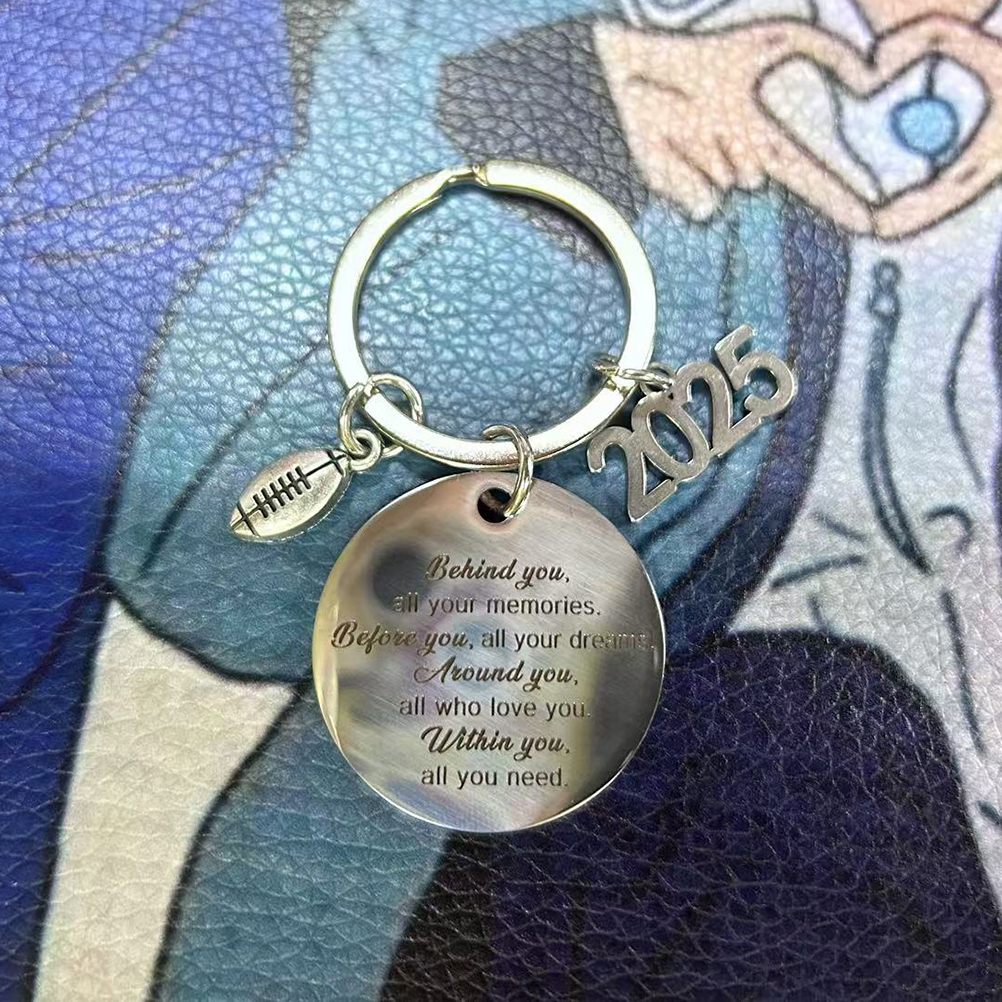 2025
Behind you,
all your memories.
Before you, all your dreams.
Around you,
all who love you.
Within you,
all you need.